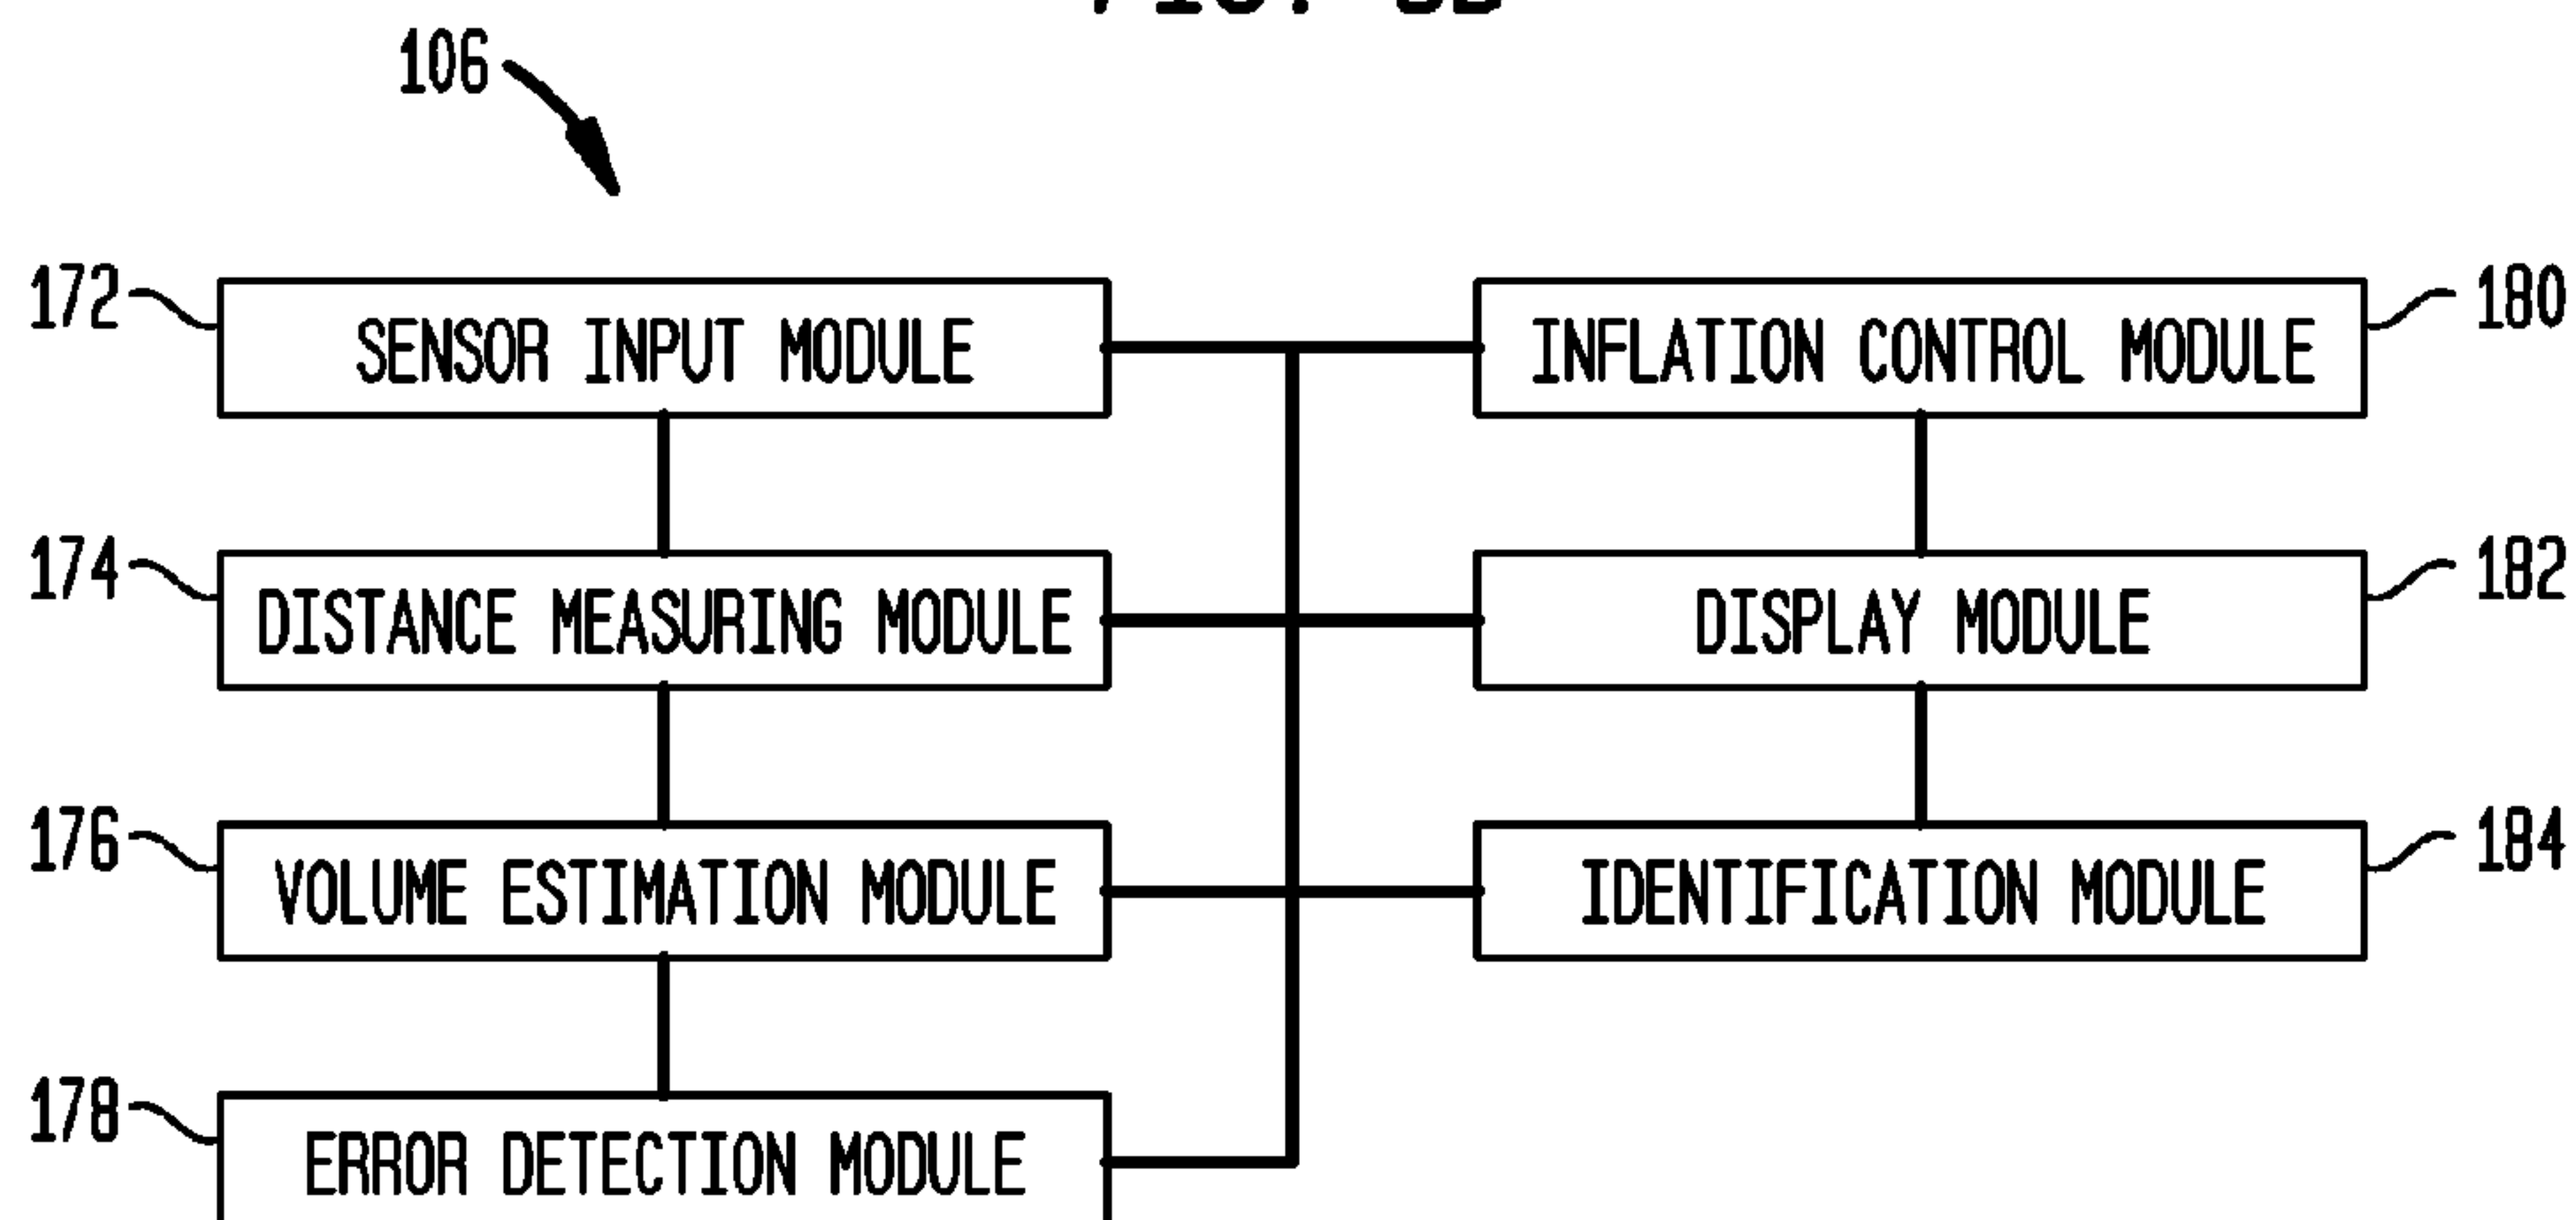 106
172
SENSOR INPUT MODULE
INFLATION CONTROL MODULE
180
174
DISTANCE MEASURING MODULE
DISPLAY MODULE
182
176
VOLUME ESTIMATION MODULE
IDENTIFICATION MODULE
184
178
ERROR DETECTION MODULE